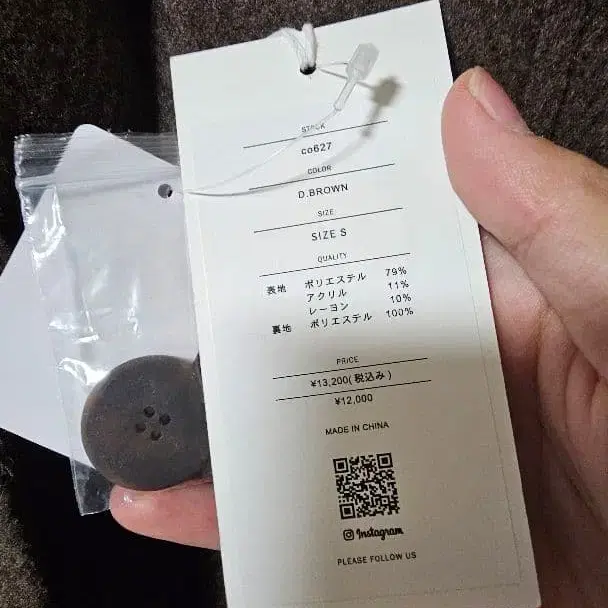 STOCK
co627
COLOR
D.BROWN
SIZE
SIZE S
QUALITY
表地 ポリエステル 79%
アクリル 11%
レーヨン 10%
裏地 ポリエステル 100%
PRICE
¥13,200(税込み)
¥12,000
MADE IN CHINA
Instagram
PLEASE FOLLOW US